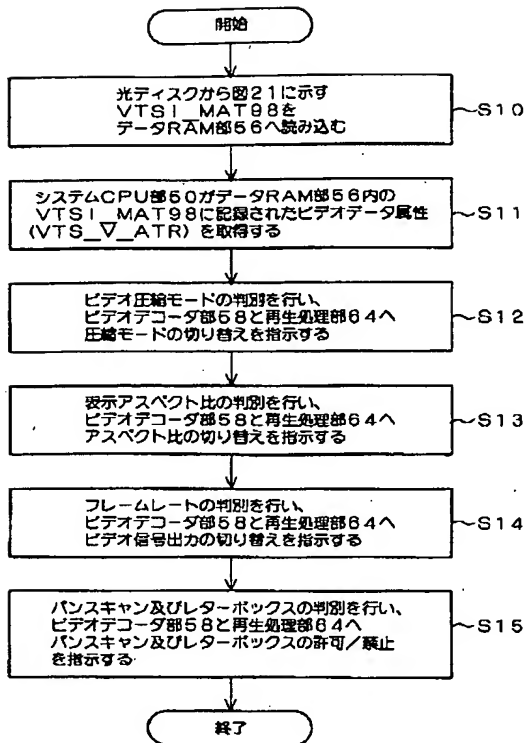 開始
光ディスクから図21に示す
VTSI_MAT98を
データRAM部56へ読み込む
~S10
システムCPU部50がデータRAM部56内の
VTSI_MAT98に記録されたビデオデータ属性
(VTS_V_ATR)を取得する
~S11
ビデオ圧縮モードの判別を行い、
ビデオデコーダ部58と再生処理部64へ
圧縮モードの切り替えを指示する
~S12
表示アスペクト比の判別を行い、
ビデオデコーダ部58と再生処理部64へ
アスペクト比の切り替えを指示する
~S13
フレームレートの判別を行い、
ビデオデコーダ部58と再生処理部64へ
ビデオ信号出力の切り替えを指示する
~S14
パンスキャン及びレターボックスの判別を行い、
ビデオデコーダ部58と再生処理部64へ
パンスキャン及びレターボックスの許可/禁止
を指示する
~S15
終了